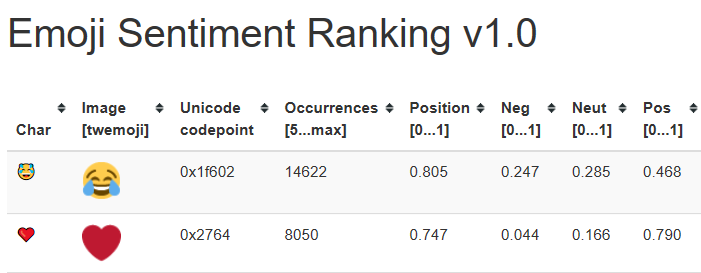 Emoji Sentiment Ranking v1.0
Char Image [twemoji] Unicode codepoint Occurrences [5...max] Position [0...1] Neg [0...1] Neut [0...1] Pos [0...1]
😂 0x1f602 14622 0.805 0.247 0.285 0.468
❤ 0x2764 8050 0.747 0.044 0.166 0.790